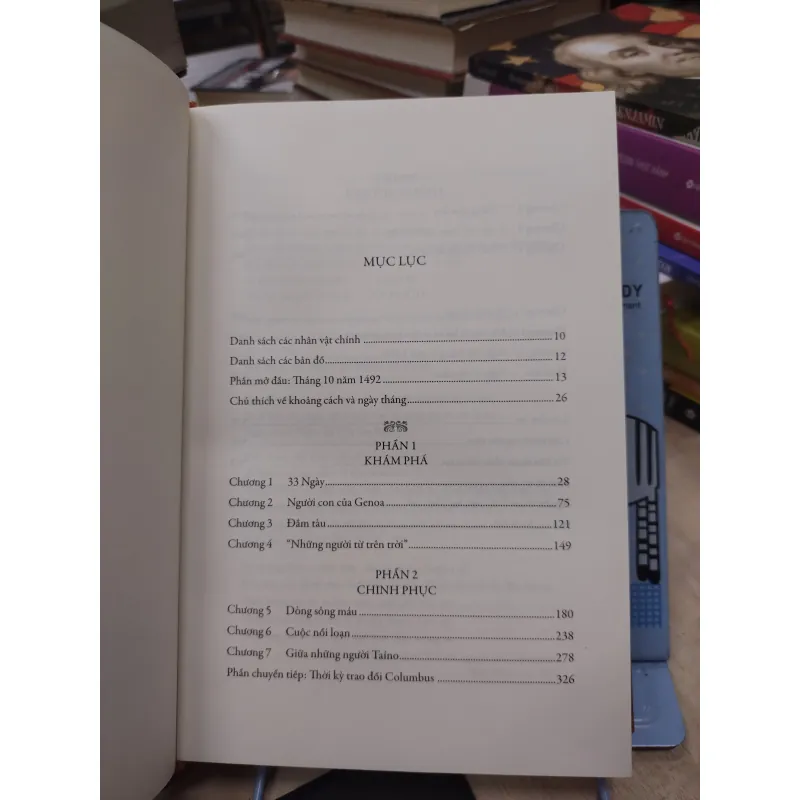 BENJAMIN
DY
MỤC LỤC
Danh sách các nhân vật chính ........ 10
Danh sách các bản đồ ........ 12
Phần mở đầu: Tháng 10 năm 1492 ........ 13
Chú thích về khoảng cách và ngày tháng ........ 26
PHẦN 1
KHÁM PHÁ
Chương 1 33 Ngày ........ 28
Chương 2 Người con của Genoa ........ 75
Chương 3 Đắm tàu ........ 121
Chương 4 "Những người từ trên trời" ........ 149
PHẦN 2
CHINH PHỤC
Chương 5 Dòng sông máu ........ 180
Chương 6 Cuộc nổi loạn ........ 238
Chương 7 Giữa những người Taino ........ 278
Phần chuyển tiếp: Thời kỳ trao đổi Columbus ........ 326